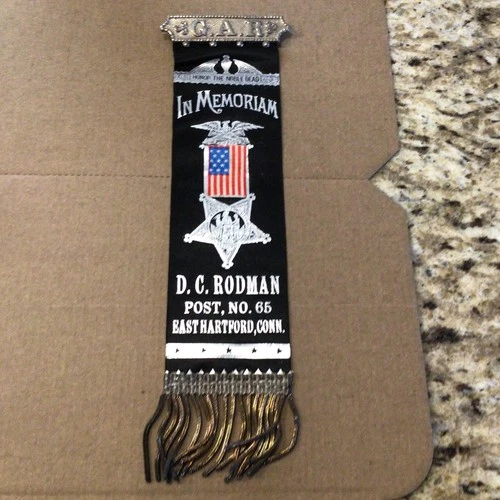 G.A.R.
HONOR THE NOBLE DEAD
IN MEMORIAM
D. C. RODMAN
POST, NO. 65
EAST HARTFORD, CONN.